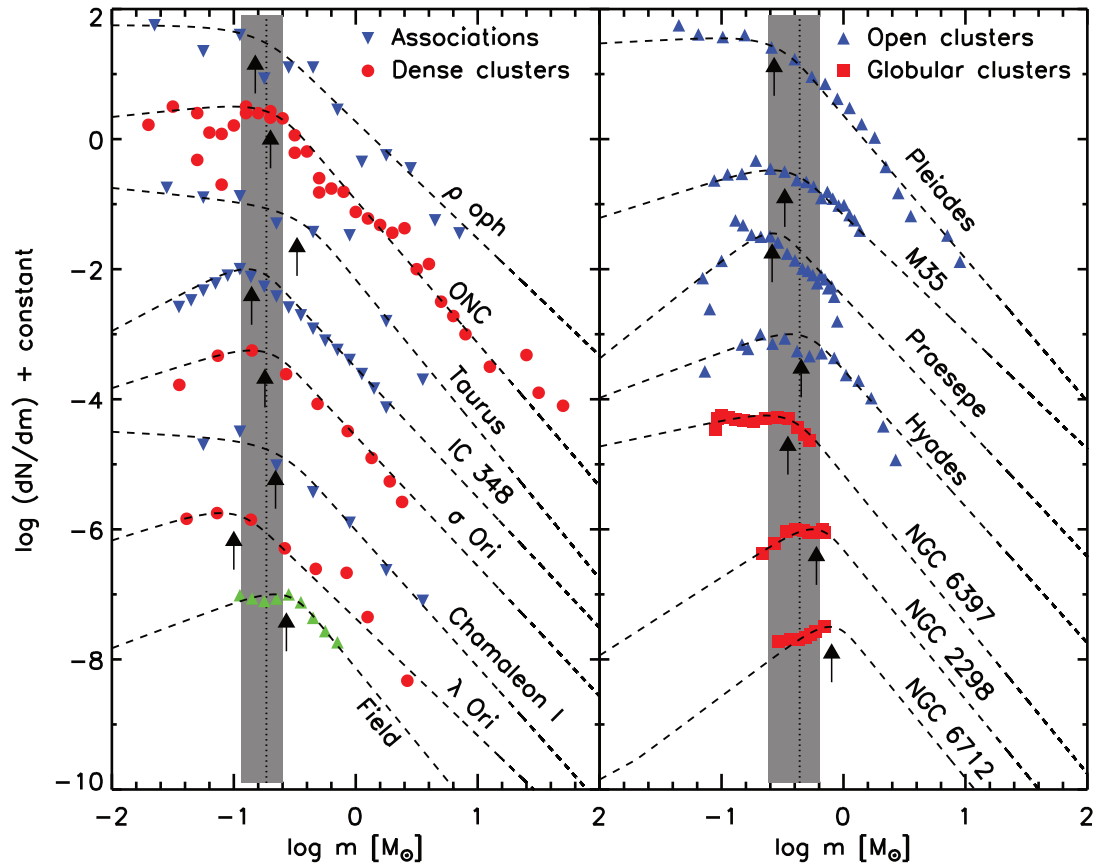 2
0
−2
−4
−6
−8
−10
log (dN/dm) + constant
Associations
Dense clusters
ρ oph
ONC
Taurus
IC 348
σ Ori
Chamaleon I
λ Ori
Field
−2
−1
0
1
2
log m [M⊙]
Open clusters
Globular clusters
Pleiades
M35
Praesepe
Hyades
NGC 6397
NGC 2298
NGC 6712
−1
0
1
2
log m [M⊙]